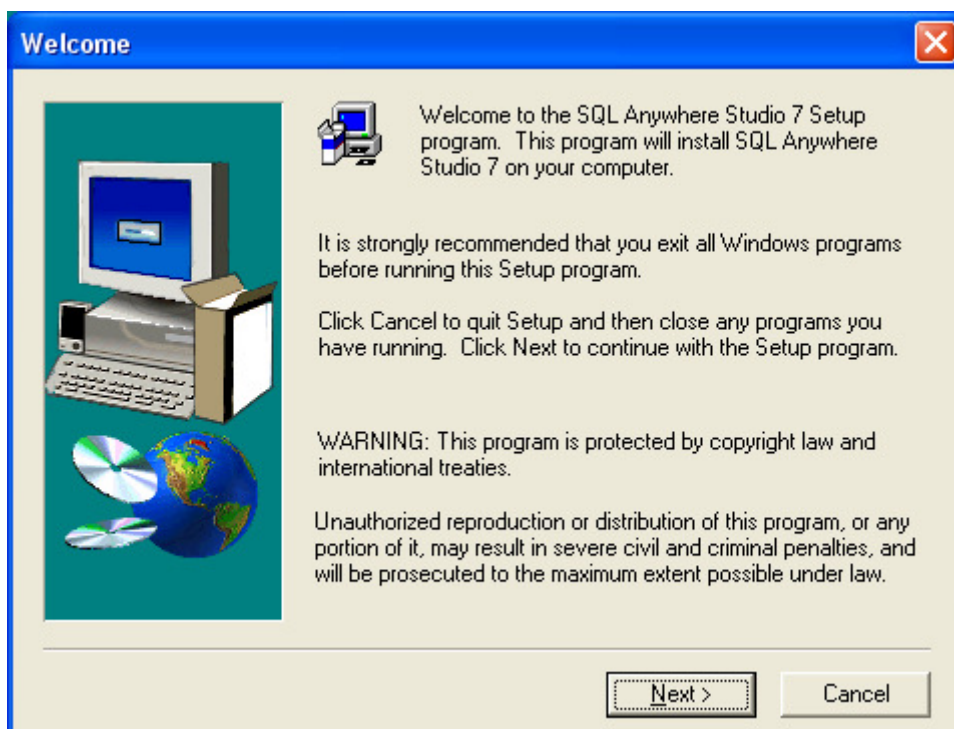 Welcome
Welcome to the SQL Anywhere Studio 7 Setup
program.  This program will install SQL Anywhere
Studio 7 on your computer.
It is strongly recommended that you exit all Windows programs
before running this Setup program.
Click Cancel to quit Setup and then close any programs you
have running.  Click Next to continue with the Setup program.
WARNING: This program is protected by copyright law and
international treaties.
Unauthorized reproduction or distribution of this program, or any
portion of it, may result in severe civil and criminal penalties, and
will be prosecuted to the maximum extent possible under law.
Next >
Cancel